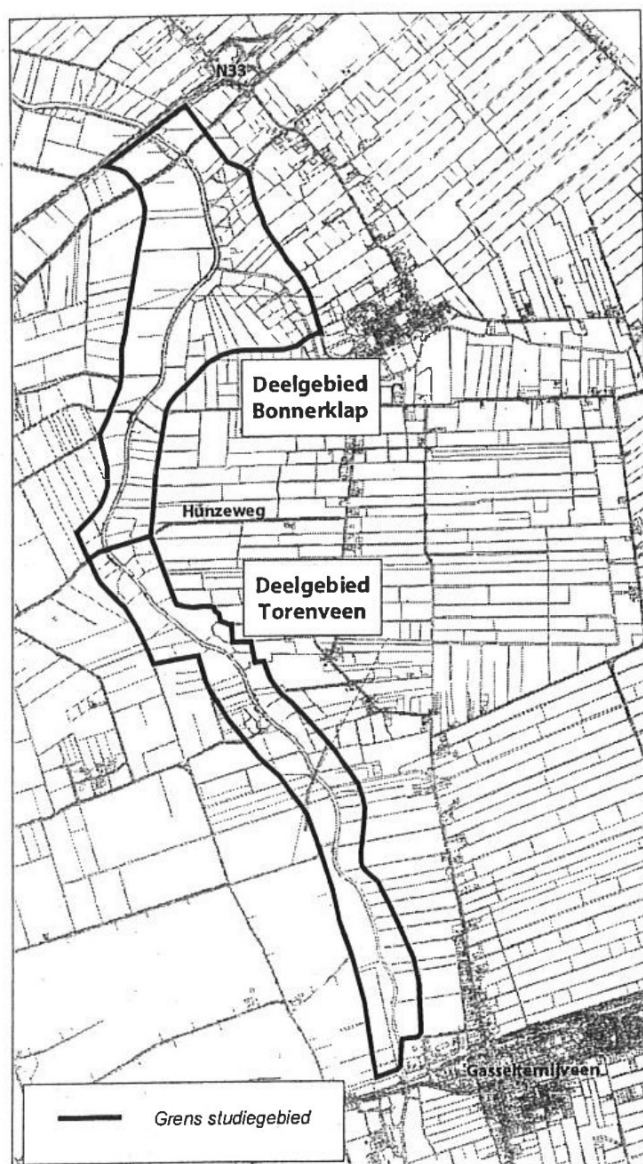 N33
Deelgebied
Bonnerklap
Hunzeweg
Deelgebied
Torenveen
Gasselternijveen
Grens studiegebied